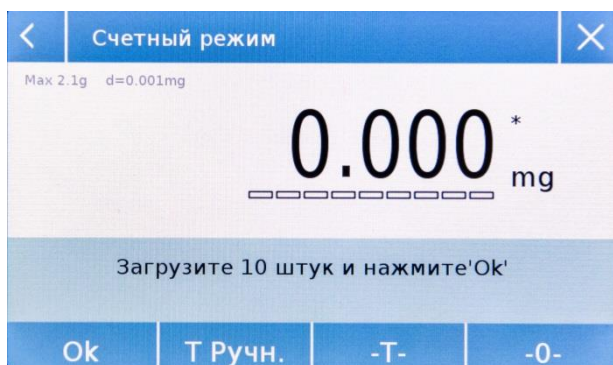 Счетный режим
Max 2.1g d=0.001mg
0.000 * mg
Загрузите 10 штук и нажмите'Ok'
Ok Т Ручн. -T- -0-